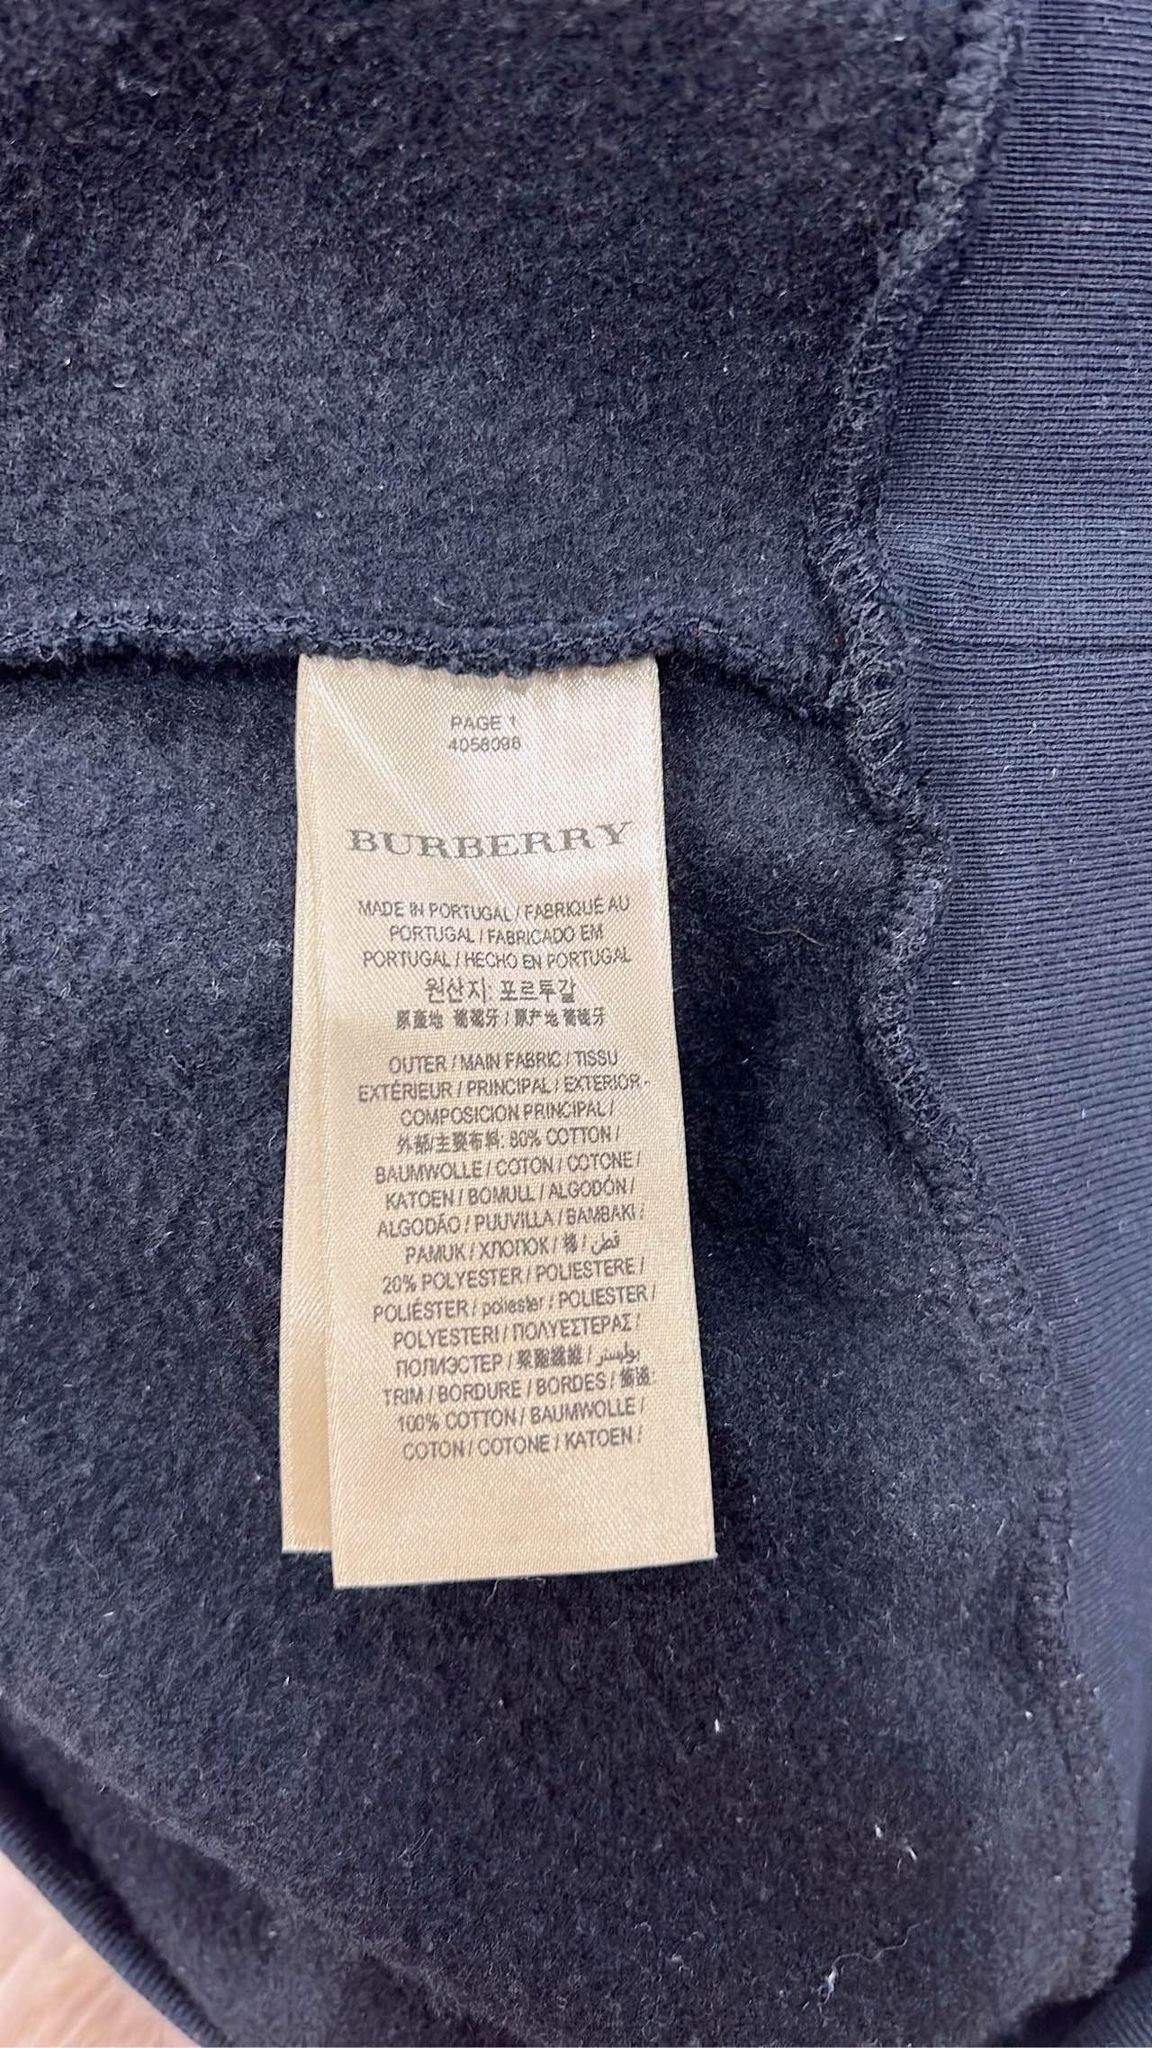 PAGE 1
4058098
BURBERRY
MADE IN PORTUGAL / FABRIQUÉ AU
PORTUGAL / FABRICADO EM
PORTUGAL / HECHO EN PORTUGAL
원산지: 포르투갈
原產地 葡萄牙 / 原产地 葡萄牙
OUTER / MAIN FABRIC / TISSU
EXTÉRIEUR / PRINCIPAL / EXTERIOR -
COMPOSICION PRINCIPAL /
外部/主要布料: 80% COTTON /
BAUMWOLLE / COTON / COTONE /
KATOEN / BOMULL / ALGODÓN /
ALGODÃO / PUUVILLA / BAMBAKI /
PAMUK / ХЛОПОК / 棉 / قطن
20% POLYESTER / POLIESTERE /
POLIÉSTER / poliester / POLIESTER /
POLYESTERI / ΠΟΛΥΕΣΤΕΡΑΣ /
ПОЛИЭСТЕР / 聚酯纖維 / بوليستر
TRIM / BORDURE / BORDES /
100% COTTON / BAUMWOLLE /
COTON / COTONE / KATOEN /